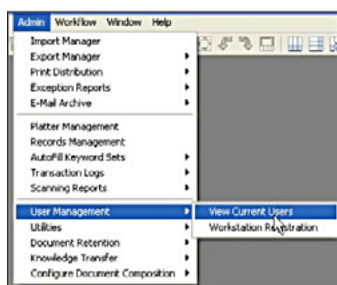 Admin Workflow Window Help
Import Manager
Export Manager
Print Distribution
Exception Reports
E-Mail Archive
Platter Management
Records Management
AutoFill Keyword Sets
Transaction Logs
Scanning Reports
User Management
View Current Users
Utilities
Workstation Registration
Document Retention
Knowledge Transfer
Configure Document Composition